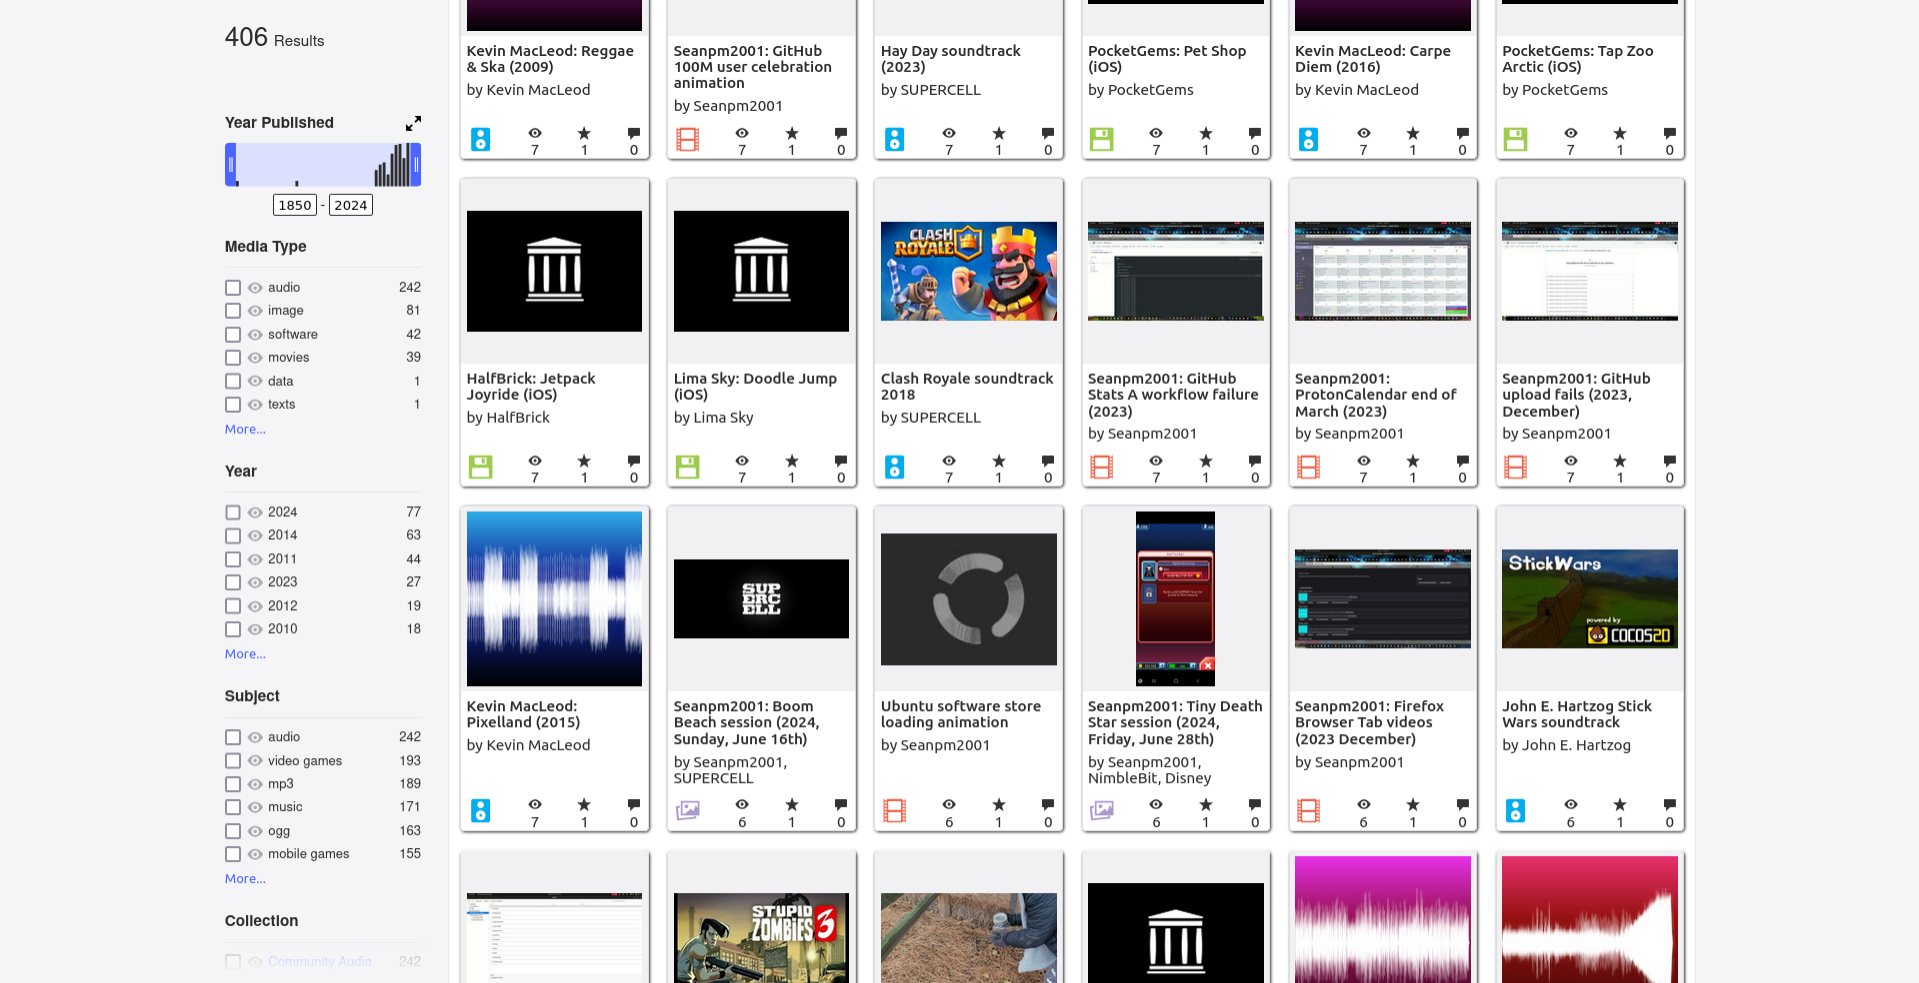 406 Results
Year Published
1850 - 2024
Media Type
audio 242
image 81
software 42
movies 39
data 1
texts 1
More...
Year
2024 77
2014 63
2011 44
2023 27
2012 19
2010 18
More...
Subject
audio 242
video games 193
mp3 189
music 171
ogg 163
mobile games 155
More...
Collection
Community Audio 242
Kevin MacLeod: Reggae
& Ska (2009)
by Kevin MacLeod
7 1 0
Seanpm2001: GitHub
100M user celebration
animation
by Seanpm2001
7 1 0
Hay Day soundtrack
(2023)
by SUPERCELL
7 1 0
PocketGems: Pet Shop
(iOS)
by PocketGems
7 1 0
Kevin MacLeod: Carpe
Diem (2016)
by Kevin MacLeod
7 1 0
PocketGems: Tap Zoo
Arctic (iOS)
by PocketGems
7 1 0
HalfBrick: Jetpack
Joyride (iOS)
by HalfBrick
7 1 0
Lima Sky: Doodle Jump
(iOS)
by Lima Sky
7 1 0
CLASH
ROYALE
Clash Royale soundtrack
2018
by SUPERCELL
7 1 0
Seanpm2001: GitHub
Stats A workflow failure
(2023)
by Seanpm2001
7 1 0
Seanpm2001:
ProtonCalendar end of
March (2023)
by Seanpm2001
7 1 0
Seanpm2001: GitHub
upload fails (2023,
December)
by Seanpm2001
7 1 0
Kevin MacLeod:
Pixelland (2015)
by Kevin MacLeod
7 1 0
SUP
ERC
ELL
Seanpm2001: Boom
Beach session (2024,
Sunday, June 16th)
by Seanpm2001,
SUPERCELL
6 1 0
Ubuntu software store
loading animation
by Seanpm2001
6 1 0
Seanpm2001: Tiny Death
Star session (2024,
Friday, June 28th)
by Seanpm2001,
NimbleBit, Disney
6 1 0
Seanpm2001: Firefox
Browser Tab videos
(2023 December)
by Seanpm2001
6 1 0
StickWars
powered by
COCOS2D
John E. Hartzog Stick
Wars soundtrack
by John E. Hartzog
6 1 0
STUPID
ZOMBIES 3